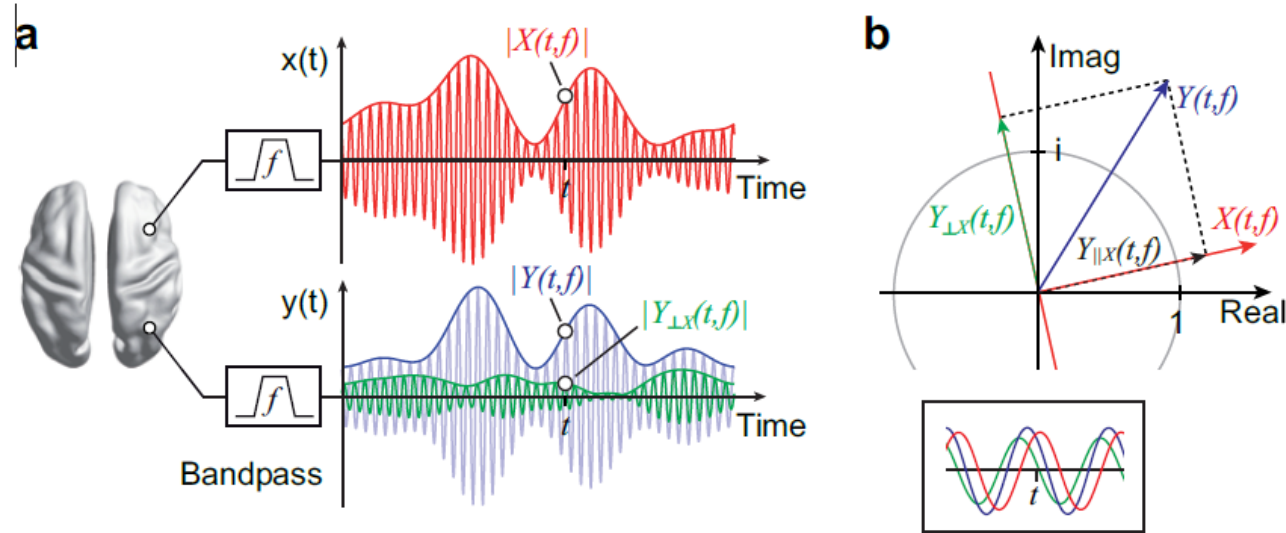 a
x(t)
|X(t,f)|
f
t
Time
y(t)
|Y(t,f)|
|Y⊥X(t,f)|
f
t
Time
Bandpass
b
Imag
Y(t,f)
i
Y⊥X(t,f)
X(t,f)
Y||X(t,f)
1
Real
t